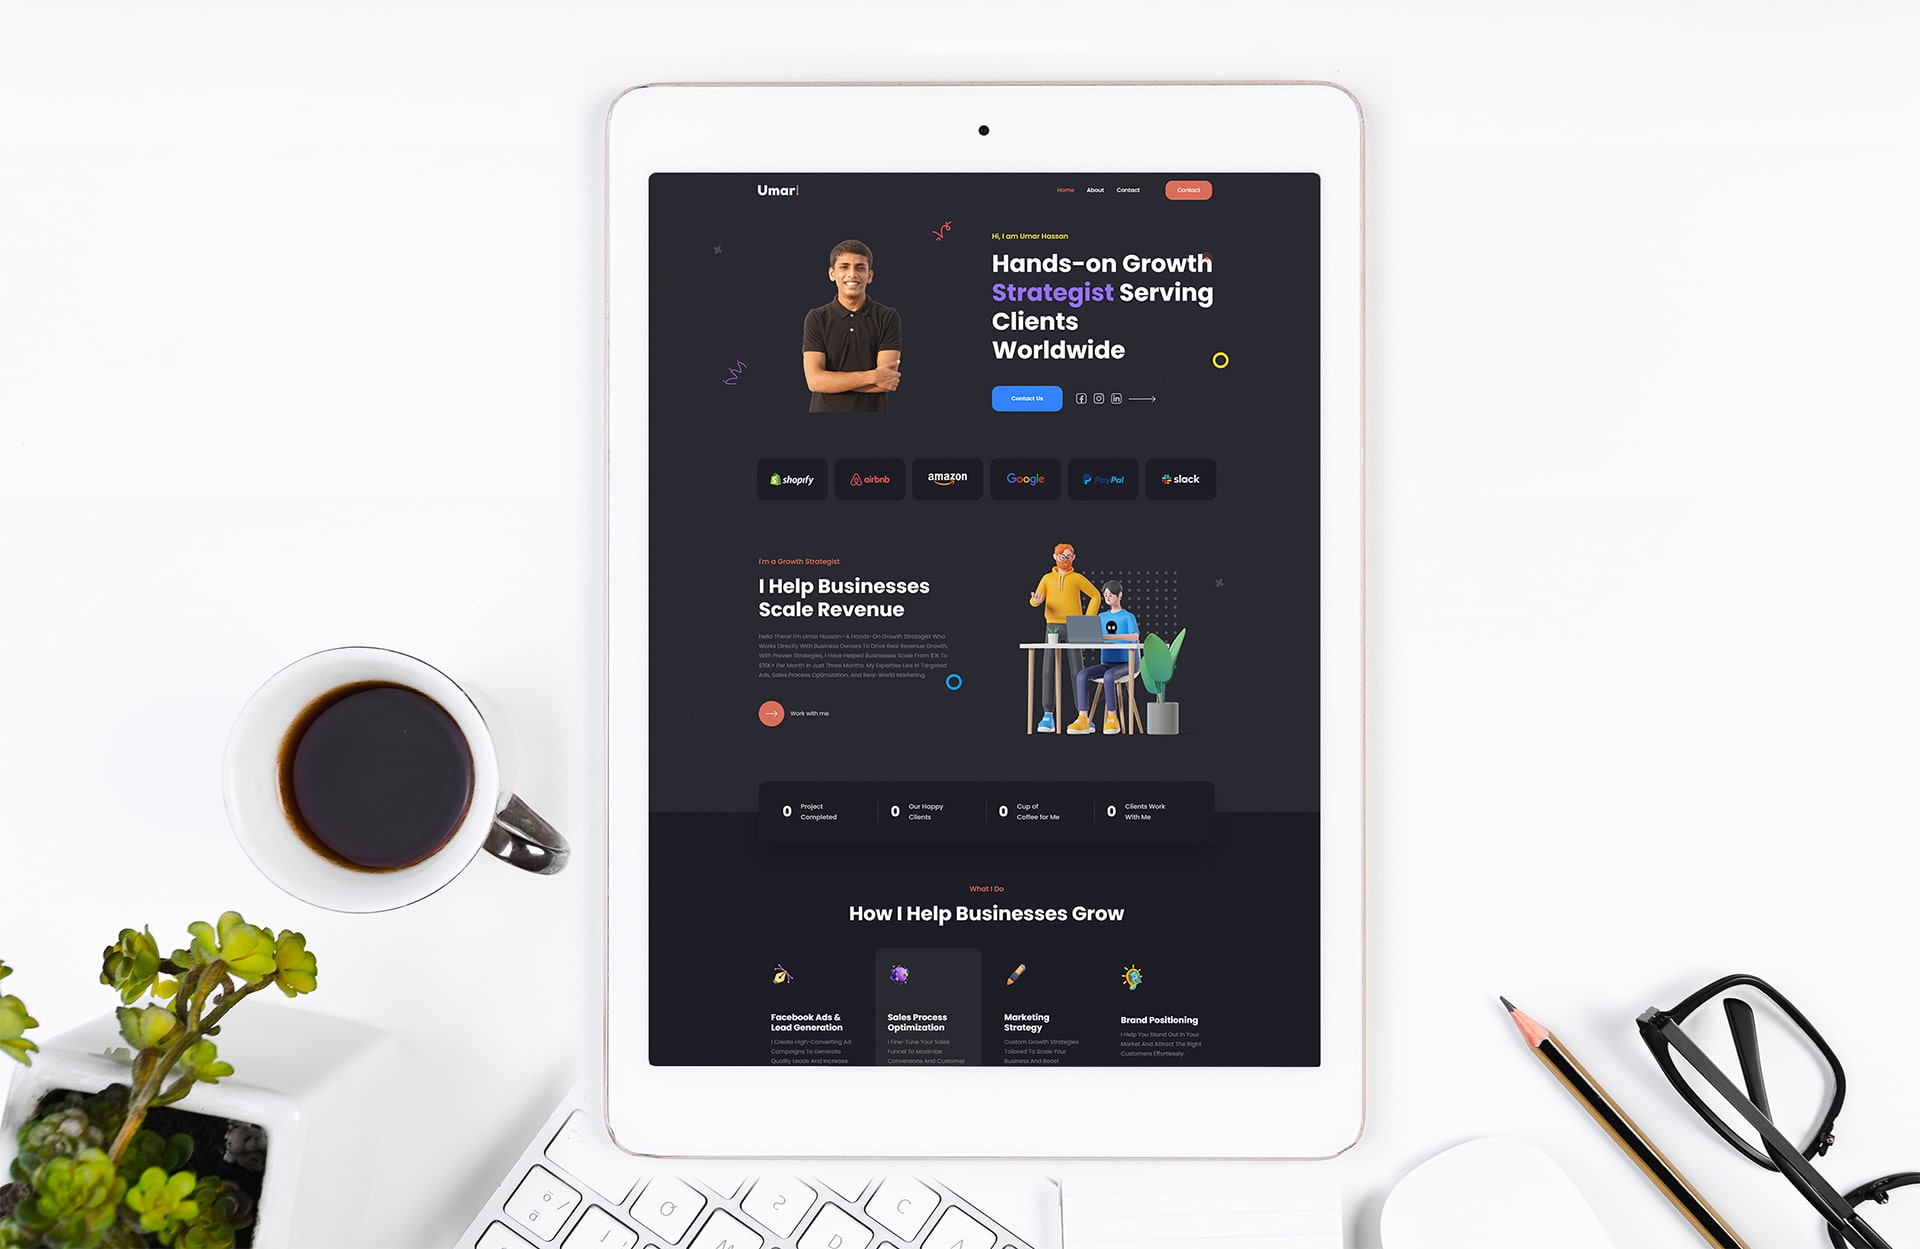 Umar
Home About Contact Contact
Hi, I am Umar Hassan
Hands-on Growth
Strategist Serving
Clients
Worldwide
Contact Us
shopify airbnb amazon Google PayPal slack
I'm a Growth Strategist
I Help Businesses
Scale Revenue
Hello There! I'm Umar Hassan—A Hands-On Growth Strategist Who
Works Directly With Business Owners To Drive Real Revenue Growth.
With Proven Strategies, I Have Helped Businesses Scale From $1K To
$15K+ Per Month In Just Three Months. My Expertise Lies In Targeted
Ads, Sales Process Optimization, And Real-World Marketing.
Work with me
0 Project
Completed
0 Our Happy
Clients
0 Cup of
Coffee for Me
0 Clients Work
With Me
What I Do
How I Help Businesses Grow
Facebook Ads &
Lead Generation
I Create High-Converting Ad
Campaigns To Generate
Quality Leads And Increase
Sales Process
Optimization
I Fine-Tune Your Sales
Funnel To Maximize
Conversions And Customer
Marketing
Strategy
Custom Growth Strategies
Tailored To Scale Your
Business And Boost
Brand Positioning
I Help You Stand Out In Your
Market And Attract The Right
Customers Effortlessly.